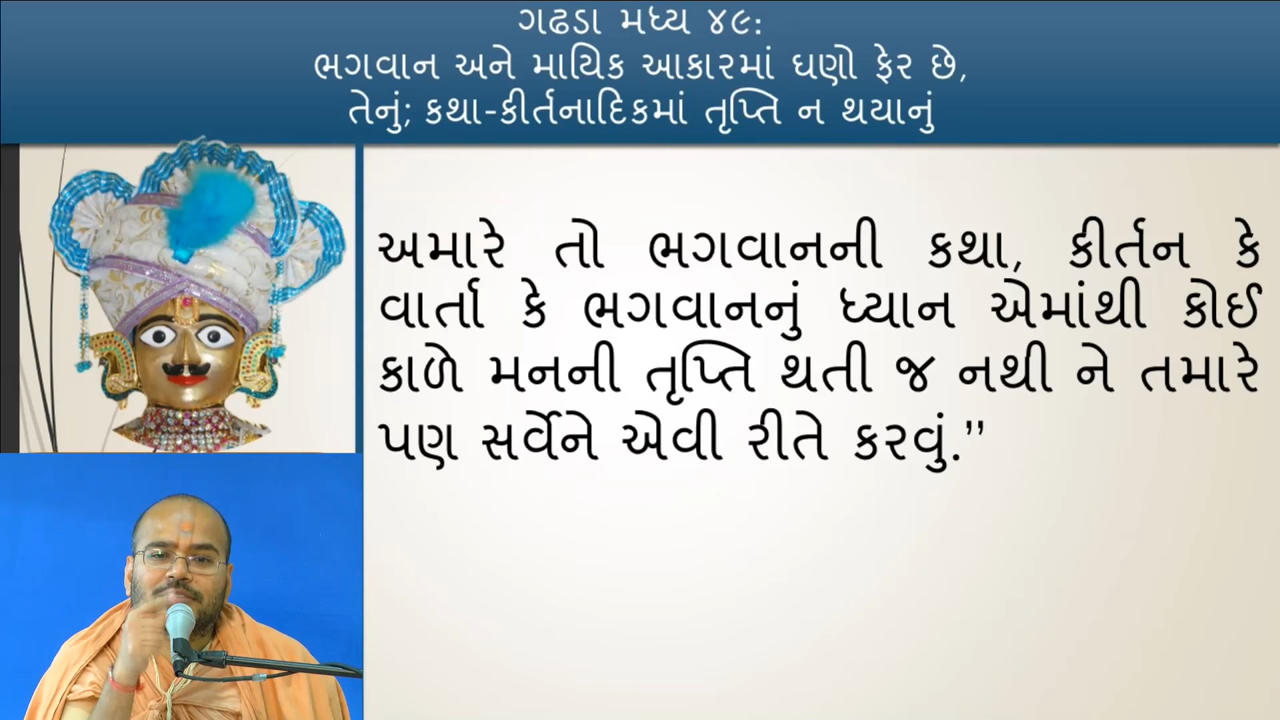 ગઢડા મધ્ય ૪૯:
ભગવાન અને માયિક આકારમાં ઘણો ફેર છે,
તેનું; કથા-કીર્તનાદિકમાં તૃપ્તિ ન થયાનું
અમારે તો ભગવાનની કથા, કીર્તન કે
વાર્તા કે ભગવાનનું ધ્યાન એમાંથી કોઈ
કાળે મનની તૃપ્તિ થતી જ નથી ને તમારે
પણ સર્વેને એવી રીતે કરવું.”